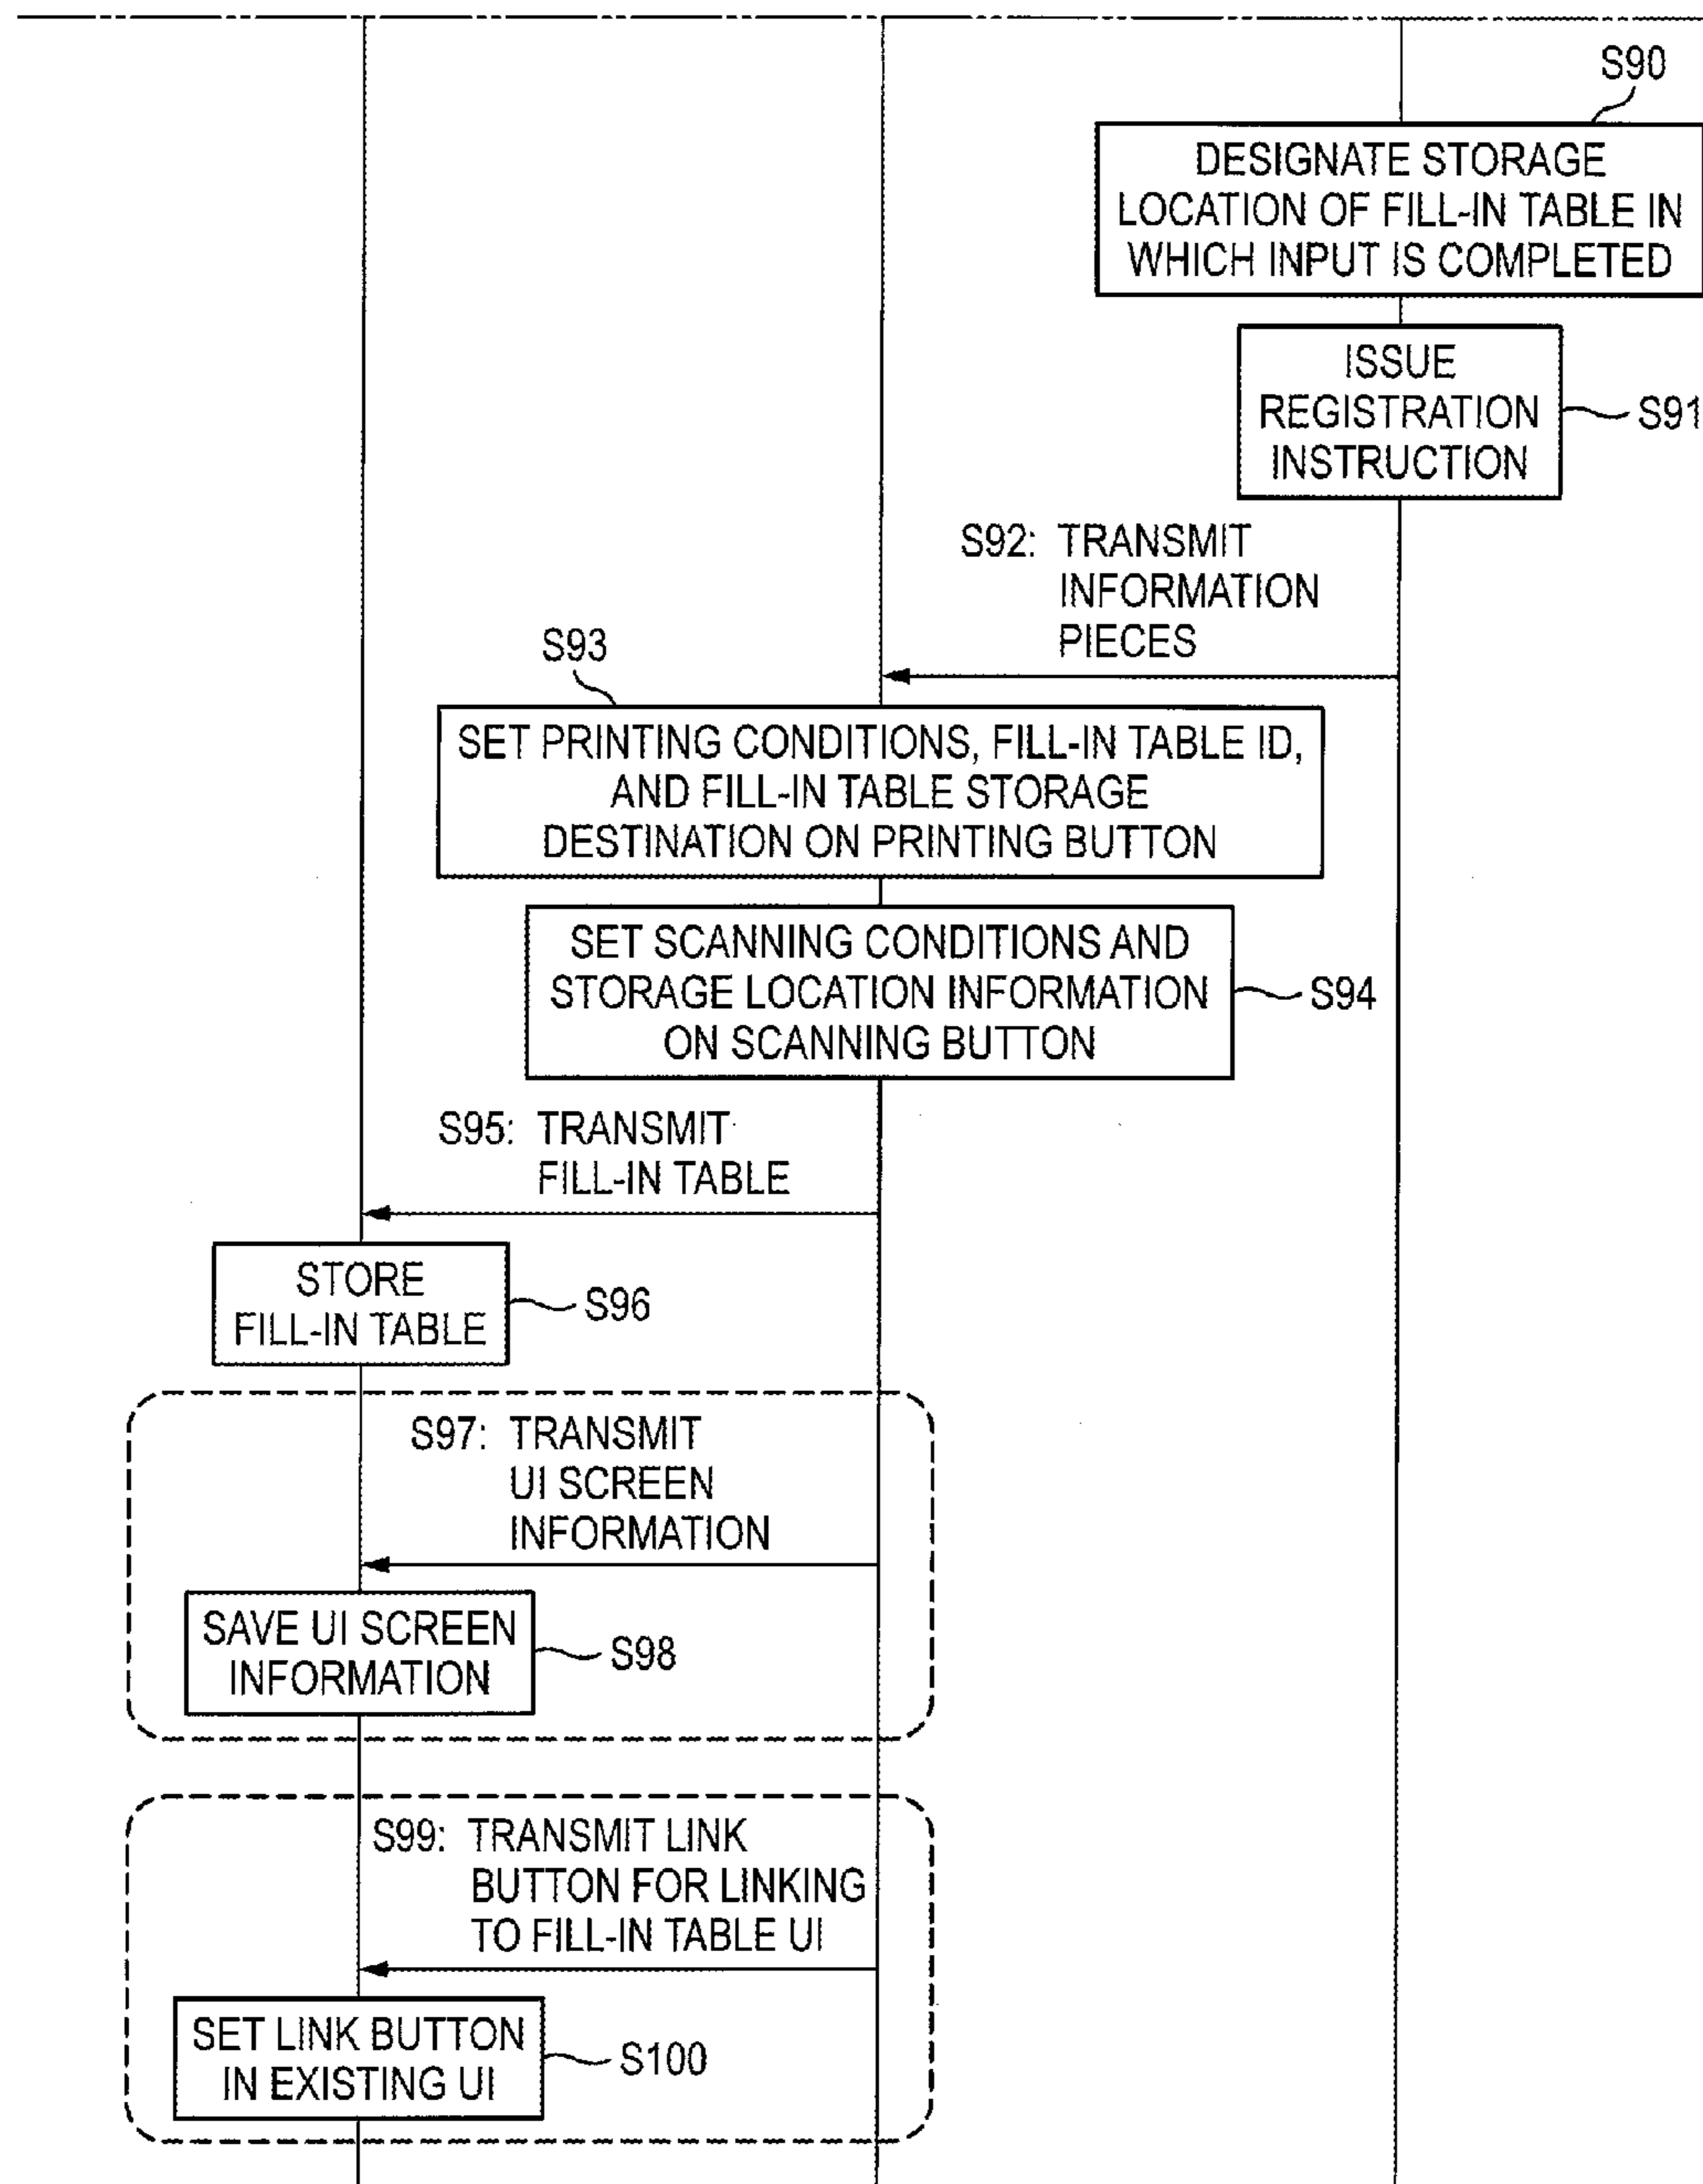 S90
DESIGNATE STORAGE
LOCATION OF FILL-IN TABLE IN
WHICH INPUT IS COMPLETED
ISSUE
REGISTRATION
INSTRUCTION
S91
S92: TRANSMIT
INFORMATION
PIECES
S93
SET PRINTING CONDITIONS, FILL-IN TABLE ID,
AND FILL-IN TABLE STORAGE
DESTINATION ON PRINTING BUTTON
SET SCANNING CONDITIONS AND
STORAGE LOCATION INFORMATION
ON SCANNING BUTTON
S94
S95: TRANSMIT
FILL-IN TABLE
STORE
FILL-IN TABLE
S96
S97: TRANSMIT
UI SCREEN
INFORMATION
SAVE UI SCREEN
INFORMATION
S98
S99: TRANSMIT LINK
BUTTON FOR LINKING
TO FILL-IN TABLE UI
SET LINK BUTTON
IN EXISTING UI
S100